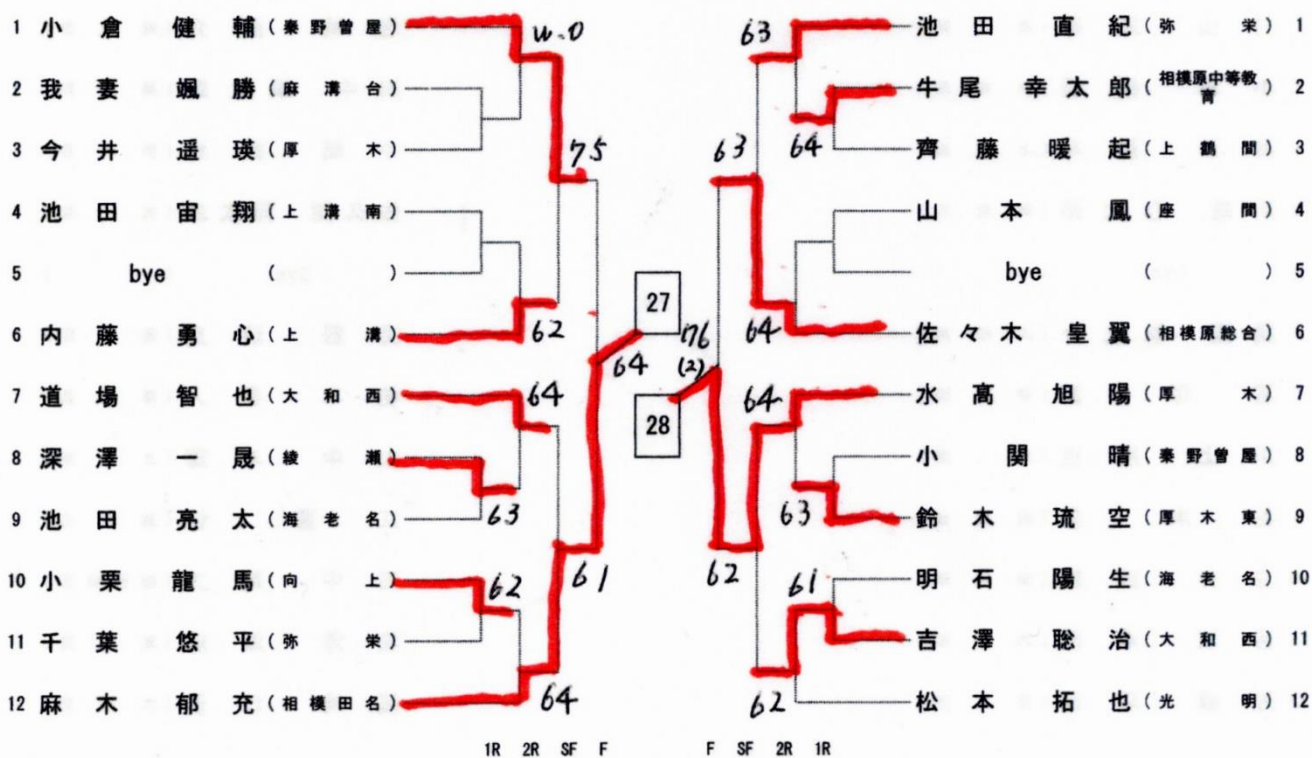 1 小倉健輔 (秦野曽屋)
2 我妻颯勝 (麻溝台)
3 今井遥瑛 (厚木)
4 池田宙翔 (上溝南)
5 bye ( )
6 内藤勇心 (上溝)
7 道場智也 (大和西)
8 深澤一晟 (綾瀬)
9 池田亮太 (海老名)
10 小栗龍馬 (向上)
11 千葉悠平 (弥栄)
12 麻木郁充 (相模田名)
w.o
75
62
64
63
62
61
64
64
27
28
76
(2)
63
64
63
64
64
63
62
61
62
池田直紀 (弥栄) 1
牛尾幸太郎 (相模原中等教育) 2
齊藤暖起 (上鶴間) 3
山本鳳 (座間) 4
bye ( ) 5
佐々木皇翼 (相模原総合) 6
水高旭陽 (厚木) 7
小関晴 (秦野曽屋) 8
鈴木琉空 (厚木東) 9
明石陽生 (海老名) 10
吉澤聡治 (大和西) 11
松本拓也 (光明) 12
1R 2R SF F
F SF 2R 1R